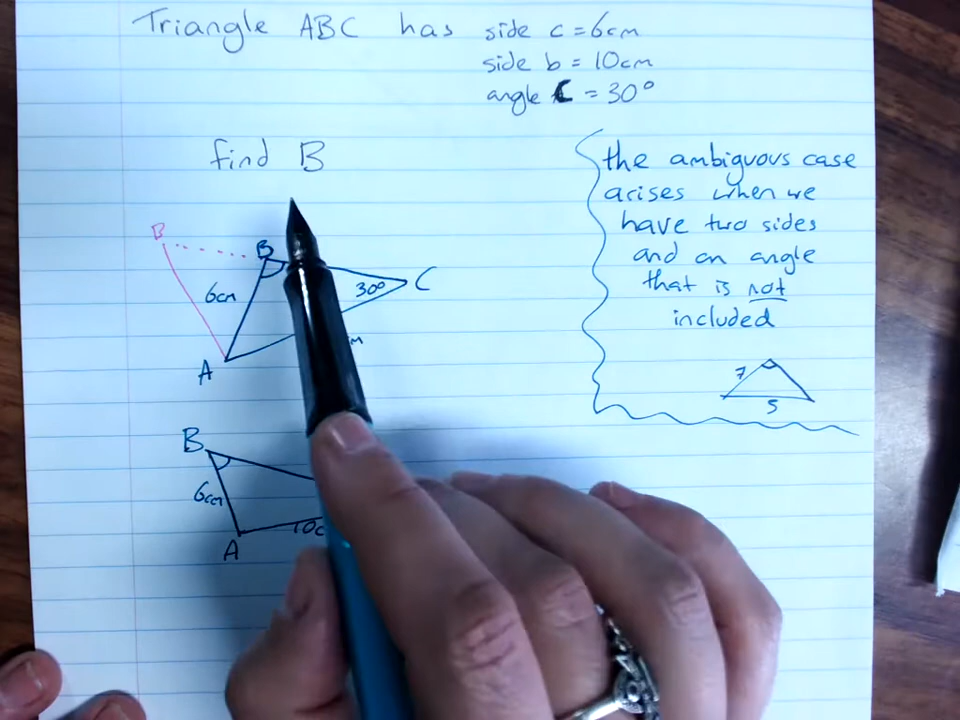 Triangle ABC has side c = 6cm
side b = 10cm
angle C = 30°
find B
the ambiguous case
arises when we
have two sides
and an angle
that is not
included
7
5
B
B
C
6cm
30°
m
A
B
6cm
10c
A